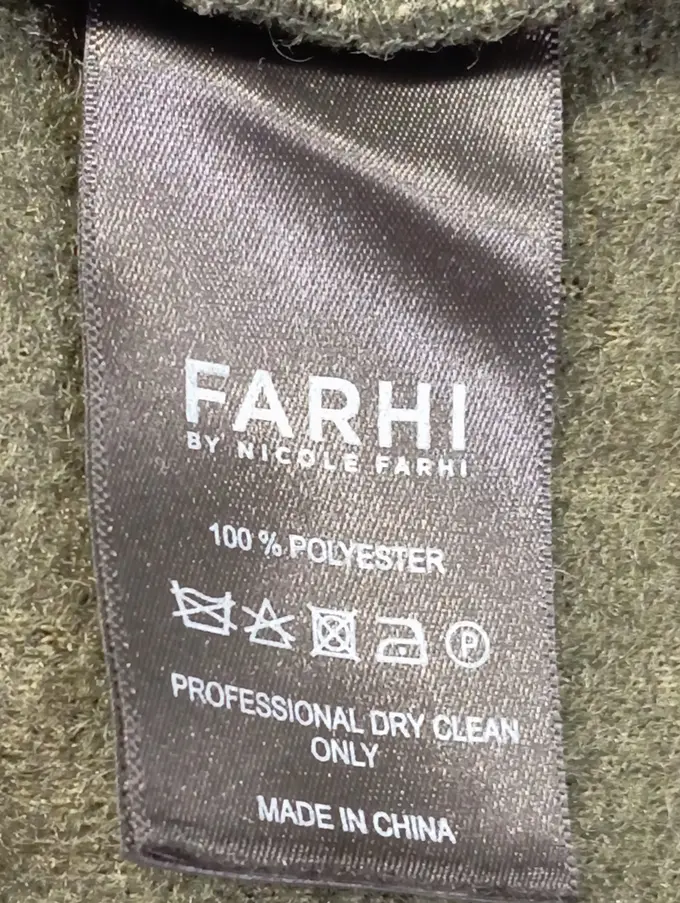 FARHI
BY NICOLE FARHI
100 % POLYESTER
P
PROFESSIONAL DRY CLEAN
ONLY
MADE IN CHINA